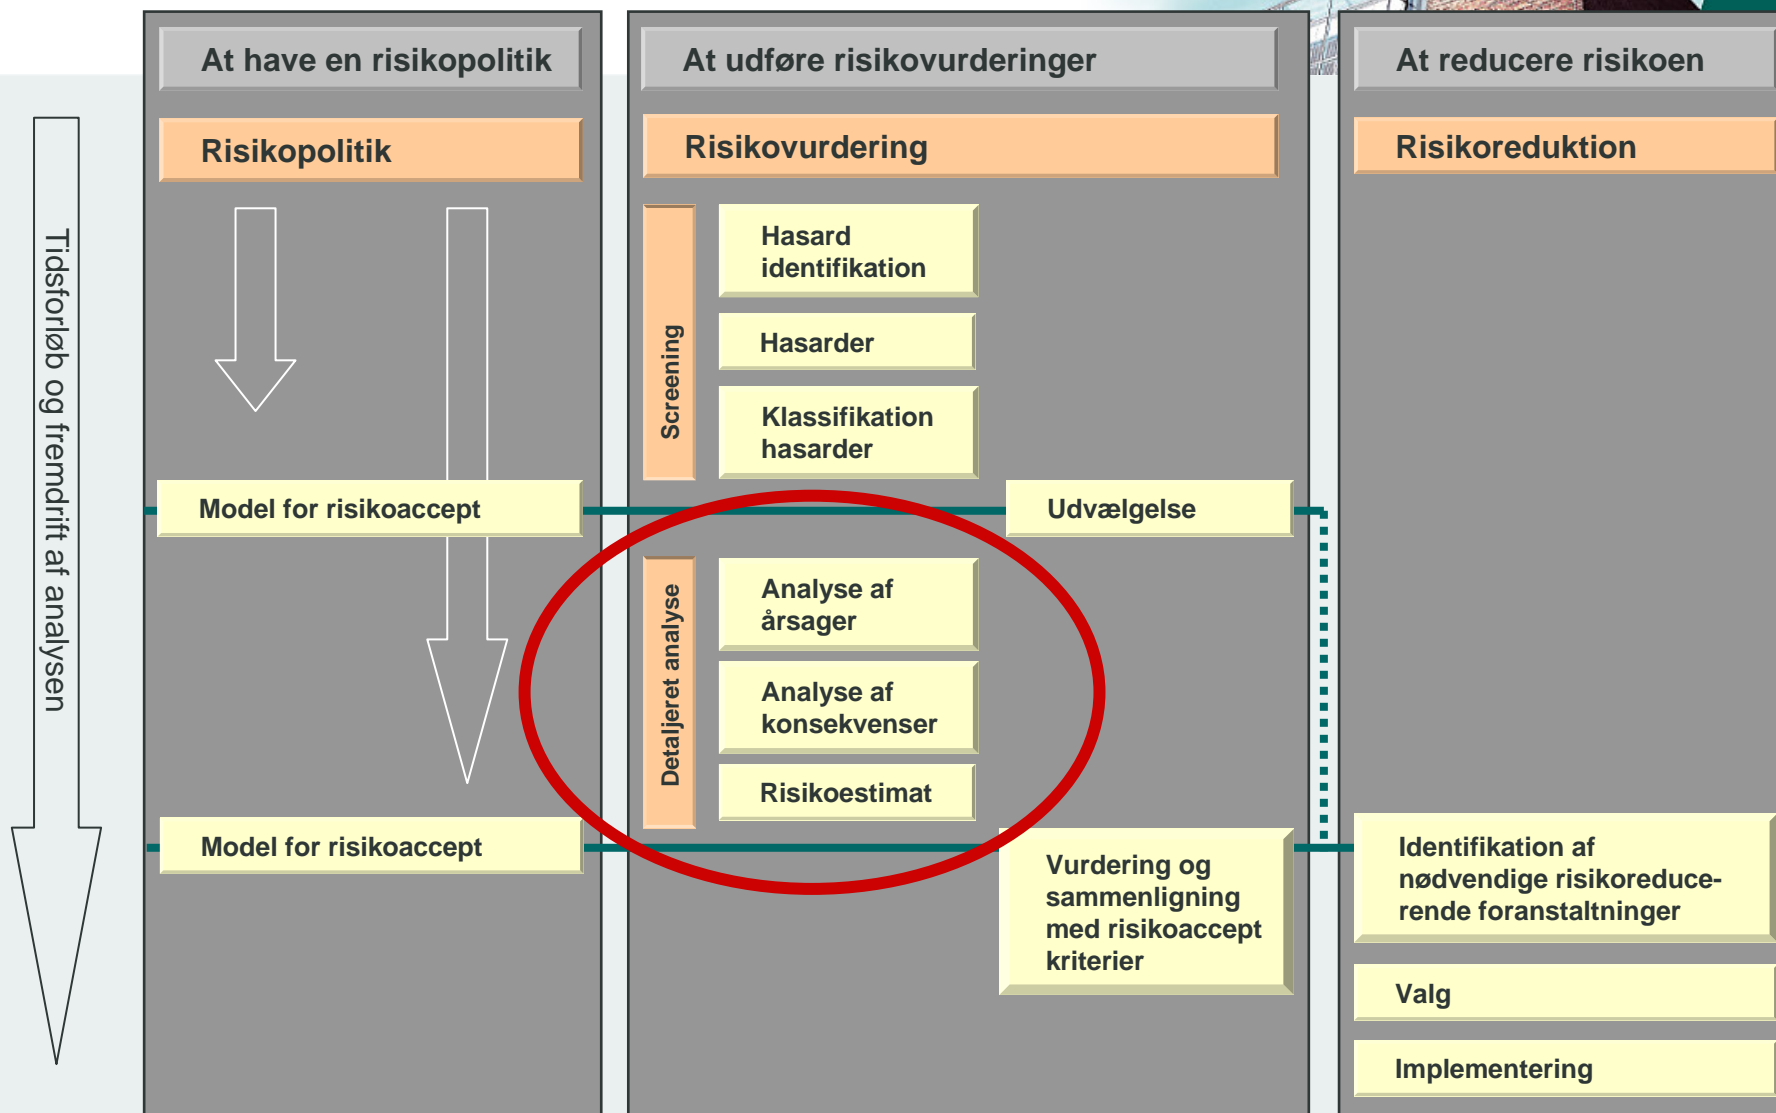 At have en risikopolitik
At udføre risikovurderinger
At reducere risikoen
Tidsforløb og fremdrift af analysen
Risikopolitik
Risikovurdering
Risikoreduktion
Screening
Hasard
identifikation
Hasarder
Klassifikation
hasarder
Model for risikoaccept
Udvælgelse
Detaljeret analyse
Analyse af
årsager
Analyse af
konsekvenser
Risikoestimat
Model for risikoaccept
Vurdering og
sammenligning
med risikoaccept
kriterier
Identifikation af
nødvendige risikoreduce-
rende foranstaltninger
Valg
Implementering